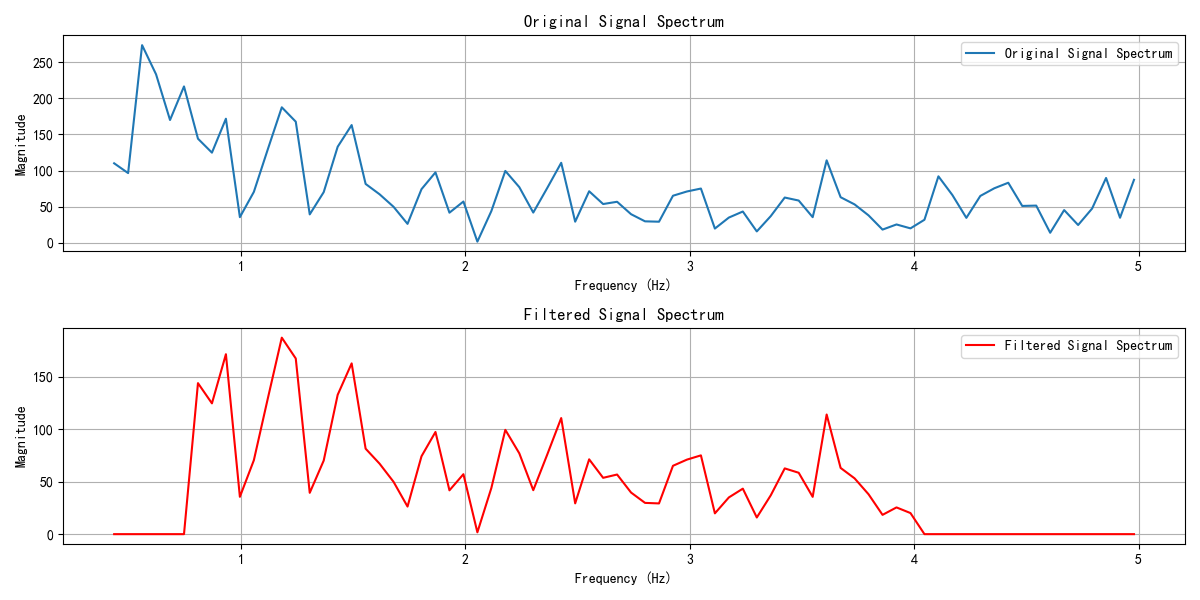 Original Signal Spectrum
Original Signal Spectrum
Magnitude
250
200
150
100
50
0
1
2
3
4
5
Frequency (Hz)
Filtered Signal Spectrum
Filtered Signal Spectrum
Magnitude
150
100
50
0
1
2
3
4
5
Frequency (Hz)